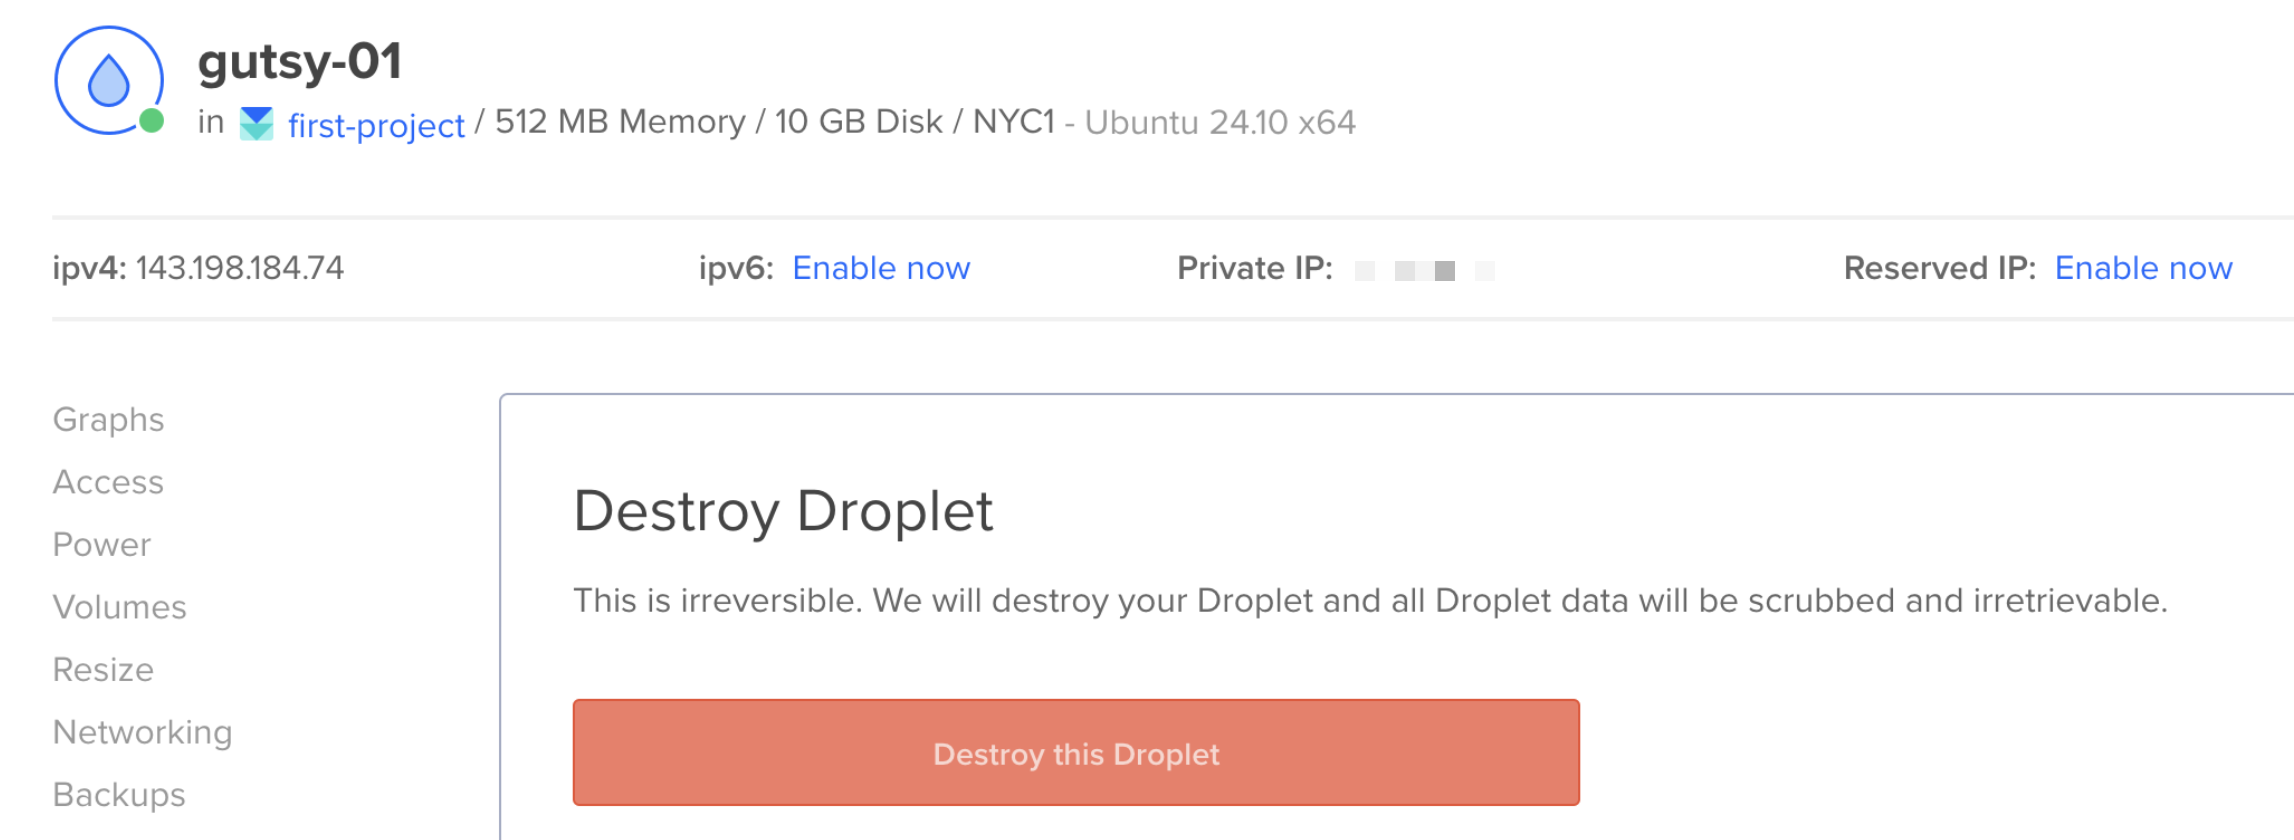 gutsy-01
in first-project / 512 MB Memory / 10 GB Disk / NYC1 - Ubuntu 24.10 x64
ipv4: 143.198.184.74 ipv6: Enable now Private IP: Reserved IP: Enable now
Graphs
Access
Power
Volumes
Resize
Networking
Backups
Destroy Droplet
This is irreversible. We will destroy your Droplet and all Droplet data will be scrubbed and irretrievable.
Destroy this Droplet